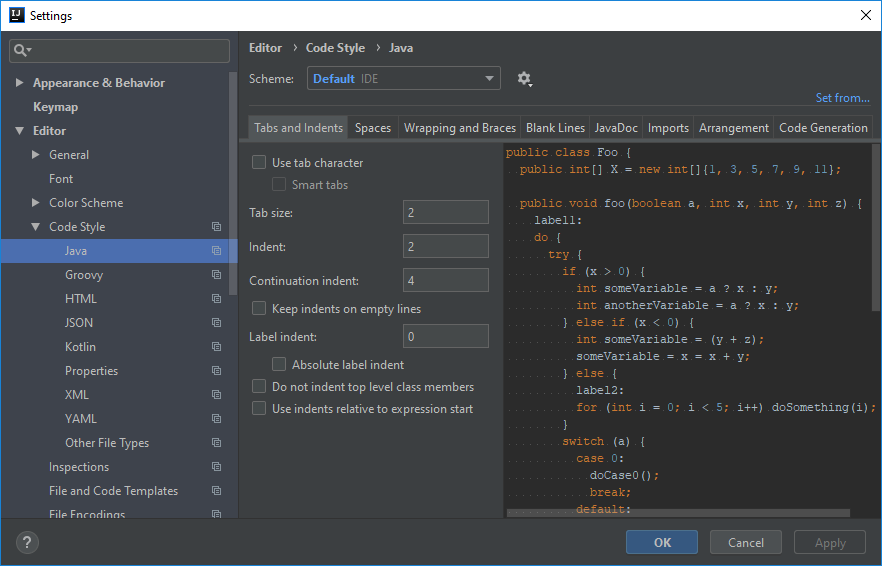 IJ Settings
Editor › Code Style › Java
Scheme: Default IDE
Set from...
Appearance & Behavior
Keymap
Editor
General
Font
Color Scheme
Code Style
Java
Groovy
HTML
JSON
Kotlin
Properties
XML
YAML
Other File Types
Inspections
File and Code Templates
File Encodings
Tabs and Indents Spaces Wrapping and Braces Blank Lines JavaDoc Imports Arrangement Code Generation
Use tab character
Smart tabs
Tab size: 2
Indent: 2
Continuation indent: 4
Keep indents on empty lines
Label indent: 0
Absolute label indent
Do not indent top level class members
Use indents relative to expression start
public class Foo {
public int[] X = new int[]{1, 3, 5, 7, 9, 11};
public void foo(boolean a, int x, int y, int z) {
label1:
do {
try {
if (x > 0) {
int someVariable = a ? x : y;
int anotherVariable = a ? x : y;
} else if (x < 0) {
int someVariable = (y + z);
someVariable = x = x + y;
} else {
label2:
for (int i = 0; i < 5; i++) doSomething(i);
}
switch (a) {
case 0:
doCase0();
break;
default:
? OK Cancel Apply